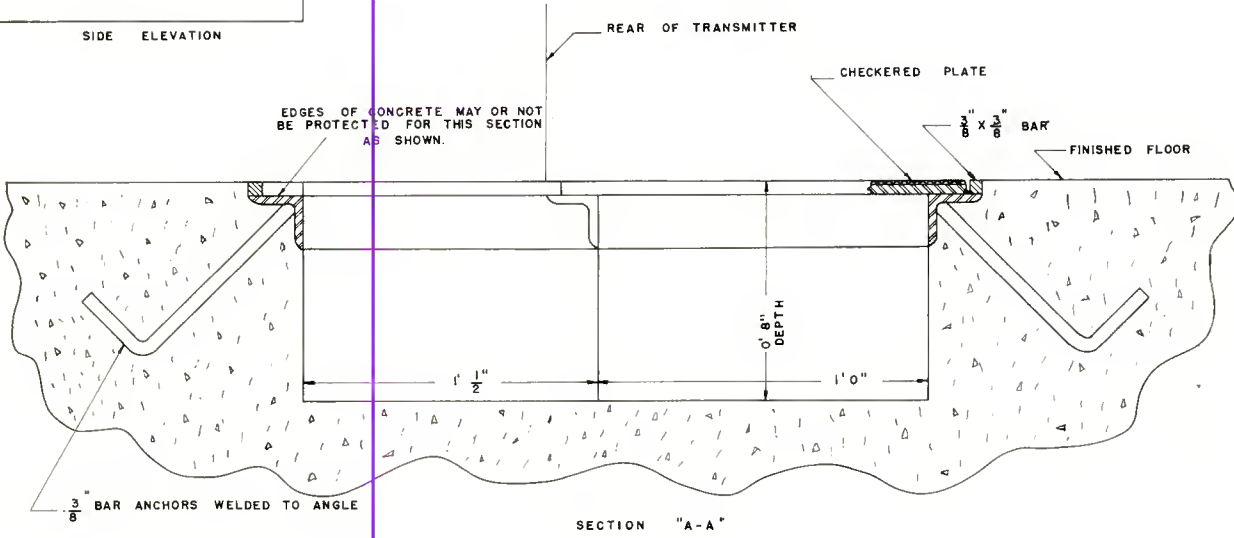 SIDE ELEVATION
REAR OF TRANSMITTER
CHECKERED PLATE
EDGES OF CONCRETE MAY OR NOT
BE PROTECTED FOR THIS SECTION
AS SHOWN.
3/8" X 3/8" BAR
FINISHED FLOOR
0' 8"
DEPTH
1' 1/2"
1' 0"
3/8" BAR ANCHORS WELDED TO ANGLE
SECTION "A-A"